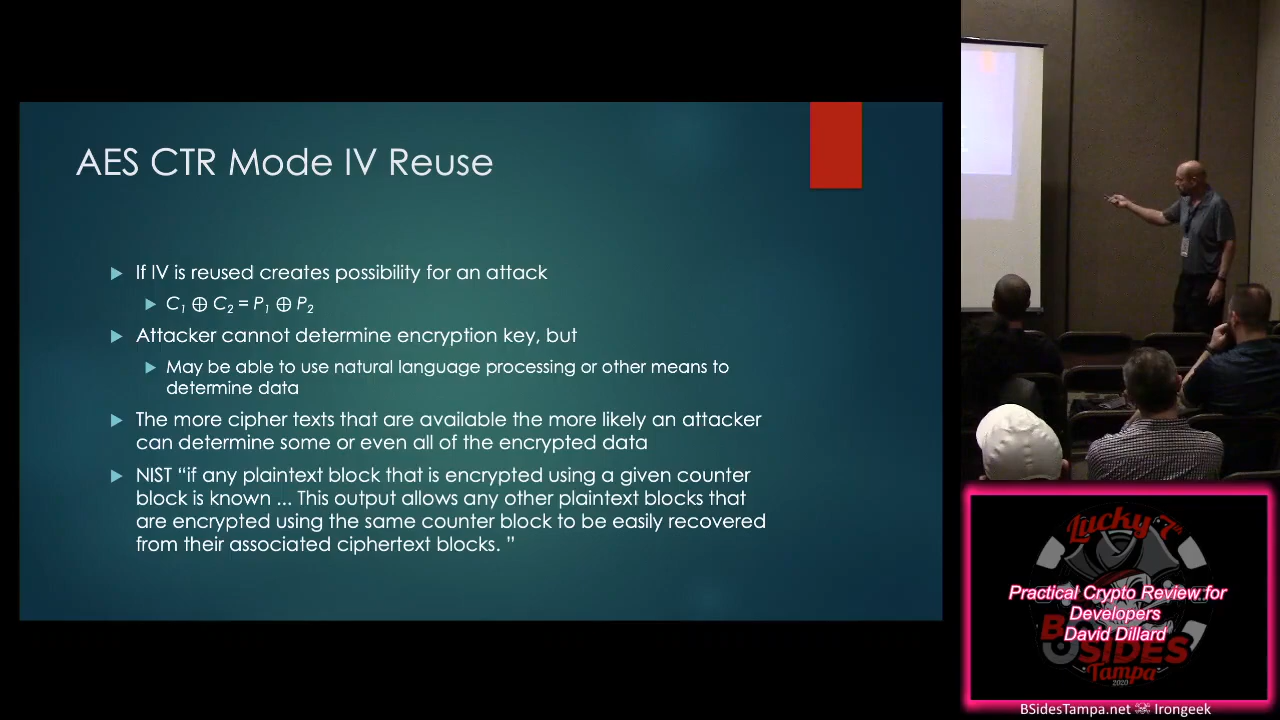 AES CTR Mode IV Reuse
If IV is reused creates possibility for an attack
C₁ ⊕ C₂ = P₁ ⊕ P₂
Attacker cannot determine encryption key, but
May be able to use natural language processing or other means to
determine data
The more cipher texts that are available the more likely an attacker
can determine some or even all of the encrypted data
NIST “if any plaintext block that is encrypted using a given counter
block is known ... This output allows any other plaintext blocks that
are encrypted using the same counter block to be easily recovered
from their associated ciphertext blocks. ”
Lucky 7th
Practical Crypto Review for
Developers
David Dillard
BSIDES
Tampa
2020
BSidesTampa.net Irongeek